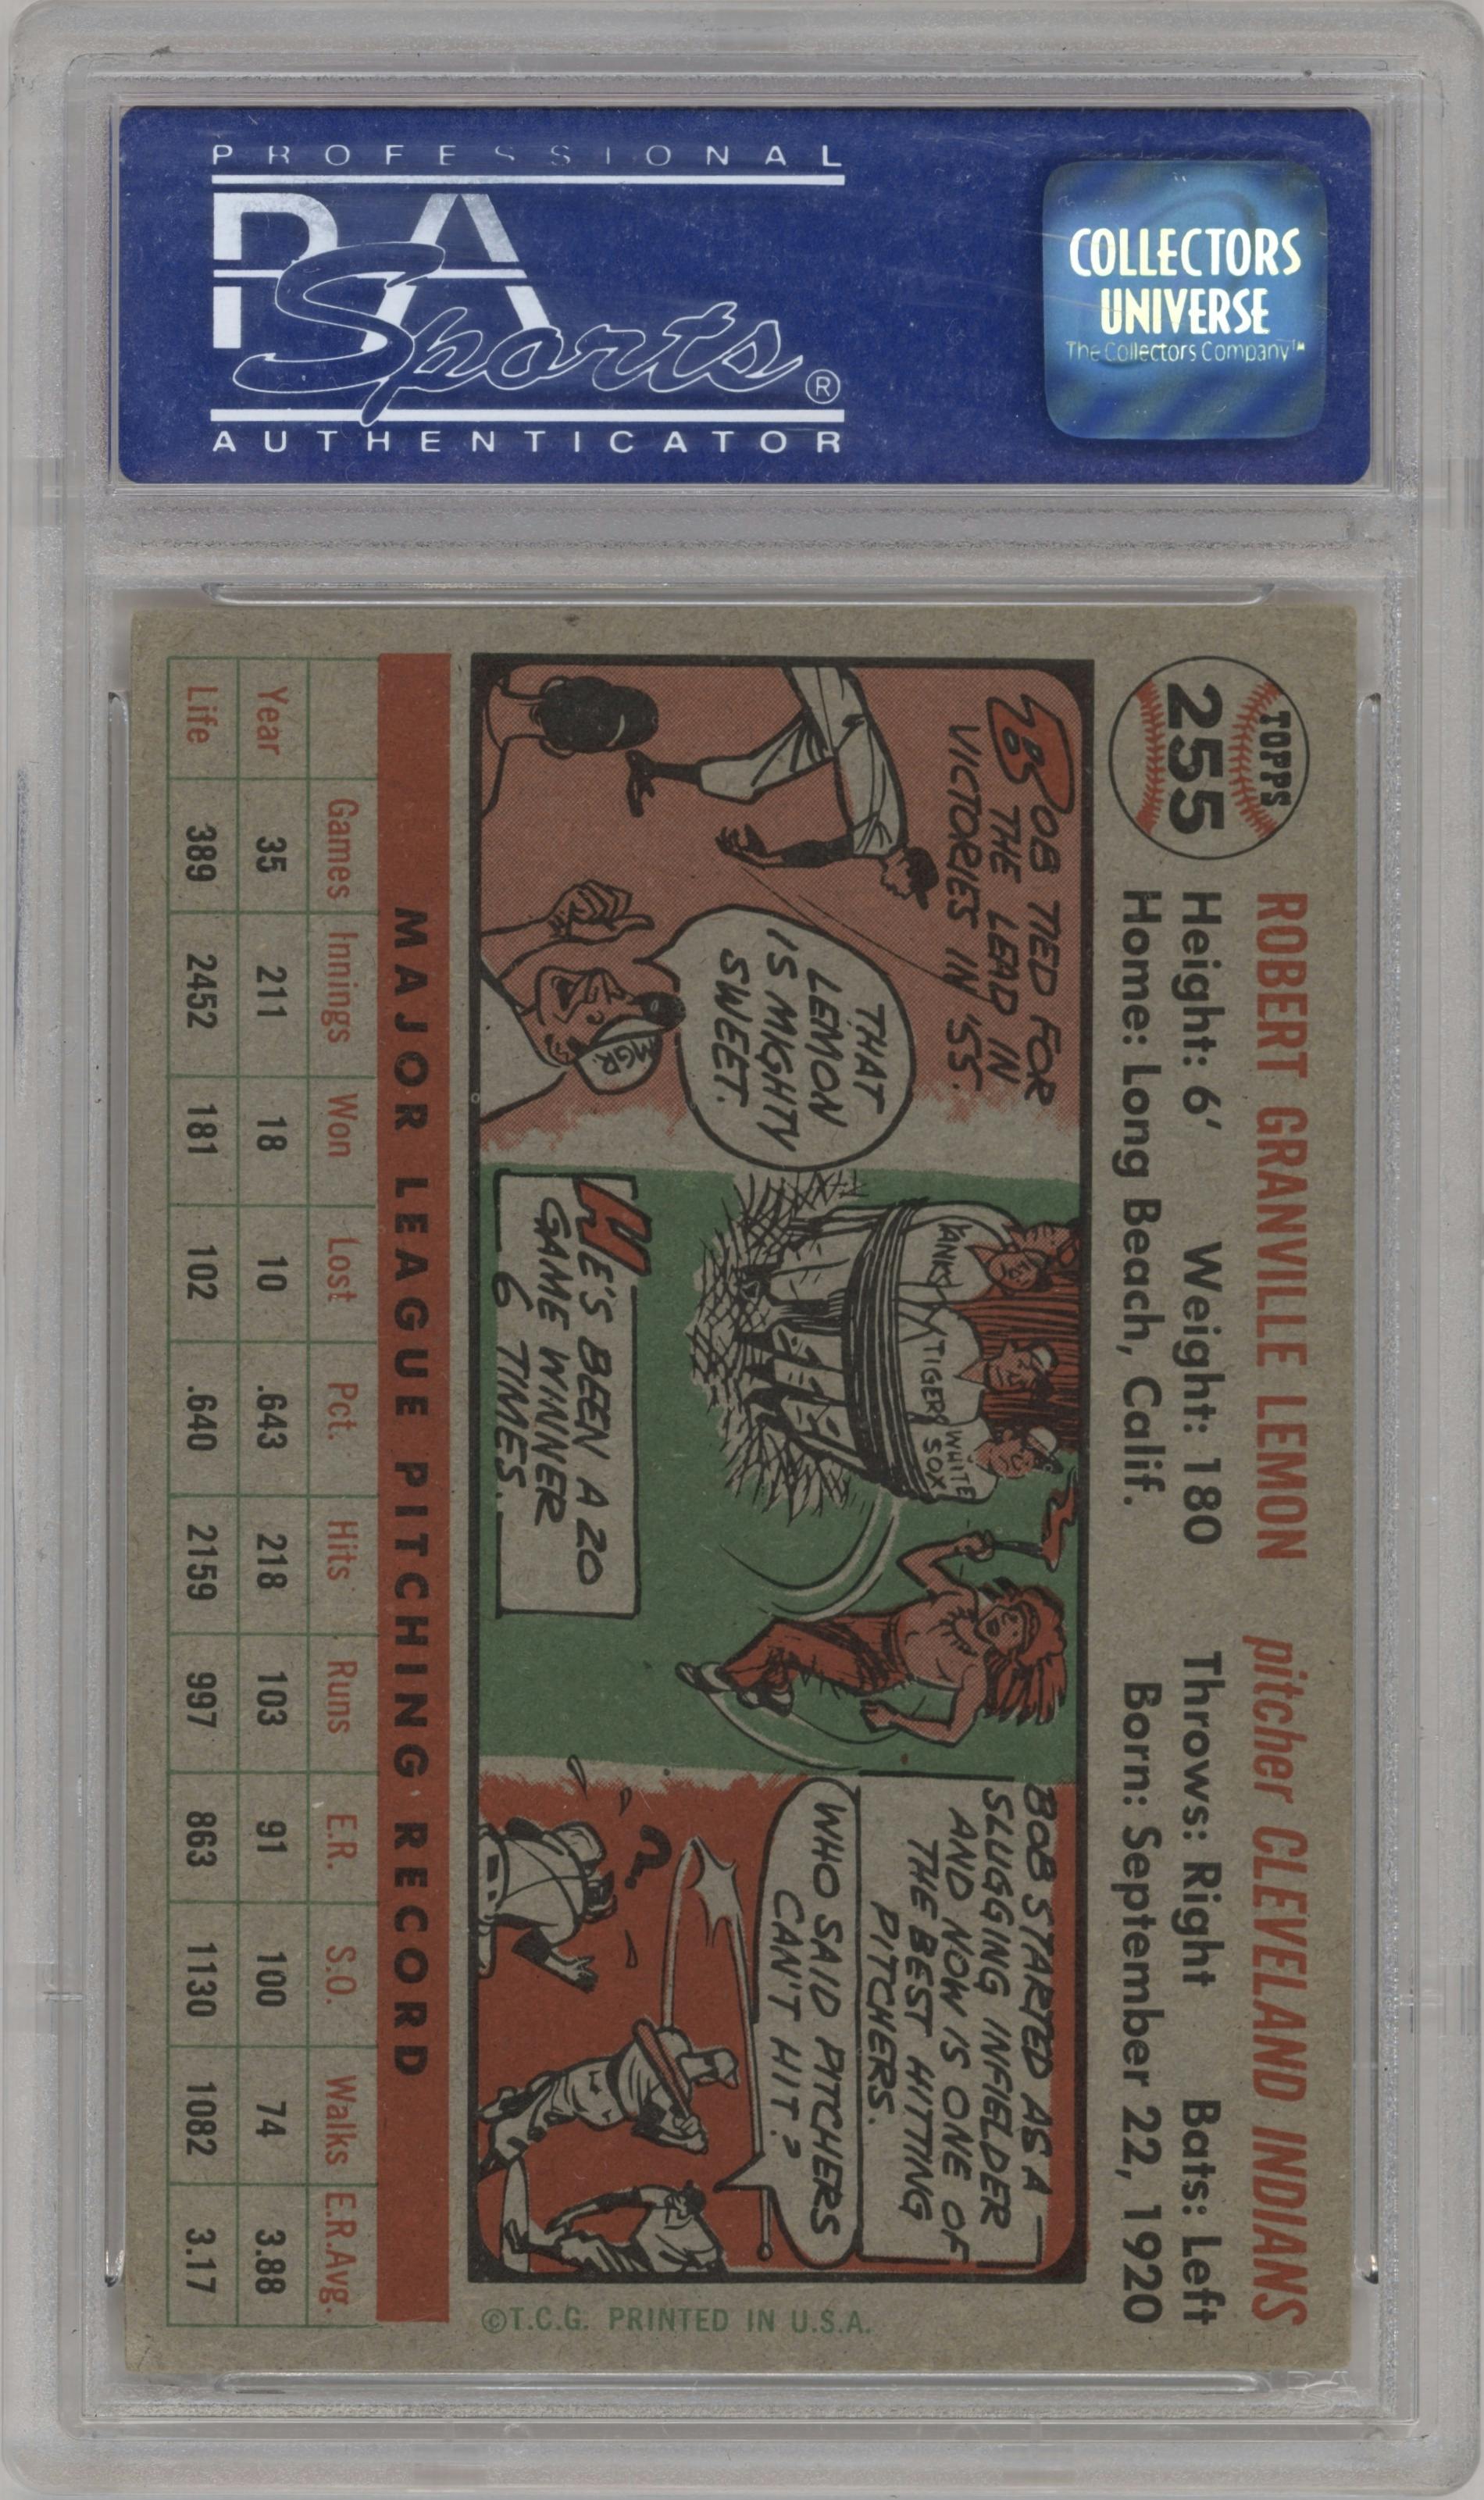 PROFESSIONAL
PSA
Sports ®
AUTHENTICATOR
COLLECTORS
UNIVERSE
The Collectors Company™
TOPPS
255
ROBERT GRANVILLE LEMON pitcher CLEVELAND INDIANS
Height: 6' Weight: 180 Throws: Right Bats: Left
Home: Long Beach, Calif. Born: September 22, 1920
BOB TIED FOR
THE LEAD IN
VICTORIES IN '55.
THAT
LEMON
IS MIGHTY
SWEET.
MGR.
YANKS
TIGERS
WHITE
SOX
HE'S BEEN A 20
GAME WINNER
6 TIMES.
BOB STARTED AS A
SLUGGING INFIELDER
AND NOW IS ONE OF
THE BEST HITTING
PITCHERS.
WHO SAID PITCHERS
CAN'T HIT?
MAJOR LEAGUE PITCHING RECORD
Games Innings Won Lost Pct. Hits Runs E.R. S.O. Walks E.R.Avg.
Year 35 211 18 10 .643 218 103 91 100 74 3.88
Life 389 2452 181 102 .640 2159 997 863 1130 1082 3.17
©T.C.G. PRINTED IN U.S.A.
PSA